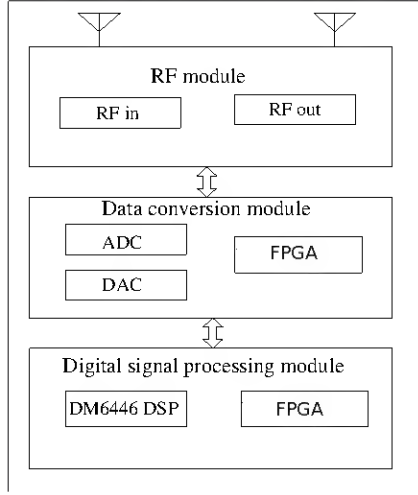 RF module
RF in
RF out
Data conversion module
ADC
FPGA
DAC
Digital signal processing module
DM6446 DSP
FPGA